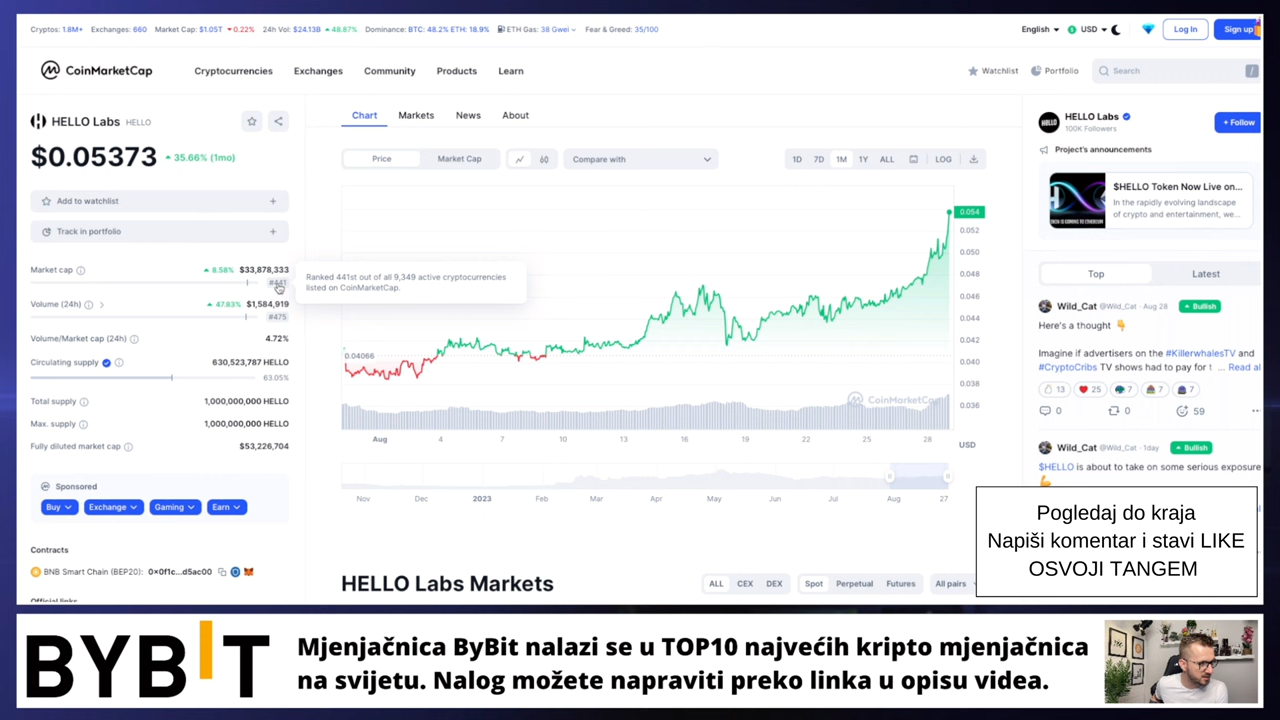 Cryptos: 1.8M+ Exchanges: 660 Market Cap: $1.05T 0.22% 24h Vol: $24.13B 48.87% Dominance: BTC: 48.2% ETH: 18.9% ETH Gas: 38 Gwei Fear & Greed: 35/100
English USD Log In Sign up
CoinMarketCap Cryptocurrencies Exchanges Community Products Learn
Watchlist Portfolio Search /
HELLO Labs HELLO
$0.05373 35.66% (1mo)
Add to watchlist +
Track in portfolio +
Market cap 8.58% $33,878,333
#441
Volume (24h) 47.83% $1,584,919
#475
Volume/Market cap (24h) 4.72%
Circulating supply 630,523,787 HELLO
63.05%
Total supply 1,000,000,000 HELLO
Max. supply 1,000,000,000 HELLO
Fully diluted market cap $53,226,704
Sponsored
Buy Exchange Gaming Earn
Contracts
BNB Smart Chain (BEP20): 0x0f1c...d5ac00
Official links
Chart Markets News About
Price Market Cap Compare with 1D 7D 1M 1Y ALL LOG
Ranked 441st out of all 9,349 active cryptocurrencies
listed on CoinMarketCap.
0.054
0.052
0.050
0.048
0.046
0.044
0.042
0.040
0.038
0.036
0.04066
CoinMarketCap
Aug 4 7 10 13 16 19 22 25 28 USD
Nov Dec 2023 Feb Mar Apr May Jun Jul Aug 27
HELLO Labs Markets
ALL CEX DEX Spot Perpetual Futures All pairs
HELLO
HELLO Labs
100K Followers
+ Follow
Project's announcements
$HELLO Token Now Live on...
In the rapidly evolving landscape
of crypto and entertainment, we...
Top Latest
Wild_Cat @Wild_Cat · Aug 28 Bullish
Here's a thought
Imagine if advertisers on the #KillerwhalesTV and
#CryptoCribs TV shows had to pay for t ... Read al
13 25 7 7 7
0 0 59
Wild_Cat @Wild_Cat · 1day Bullish
$HELLO is about to take on some serious exposure
Pogledaj do kraja
Napiši komentar i stavi LIKE
OSVOJI TANGEM
BYBIT
Mjenjačnica ByBit nalazi se u TOP10 najvećih kripto mjenjačnica
na svijetu. Nalog možete napraviti preko linka u opisu videa.